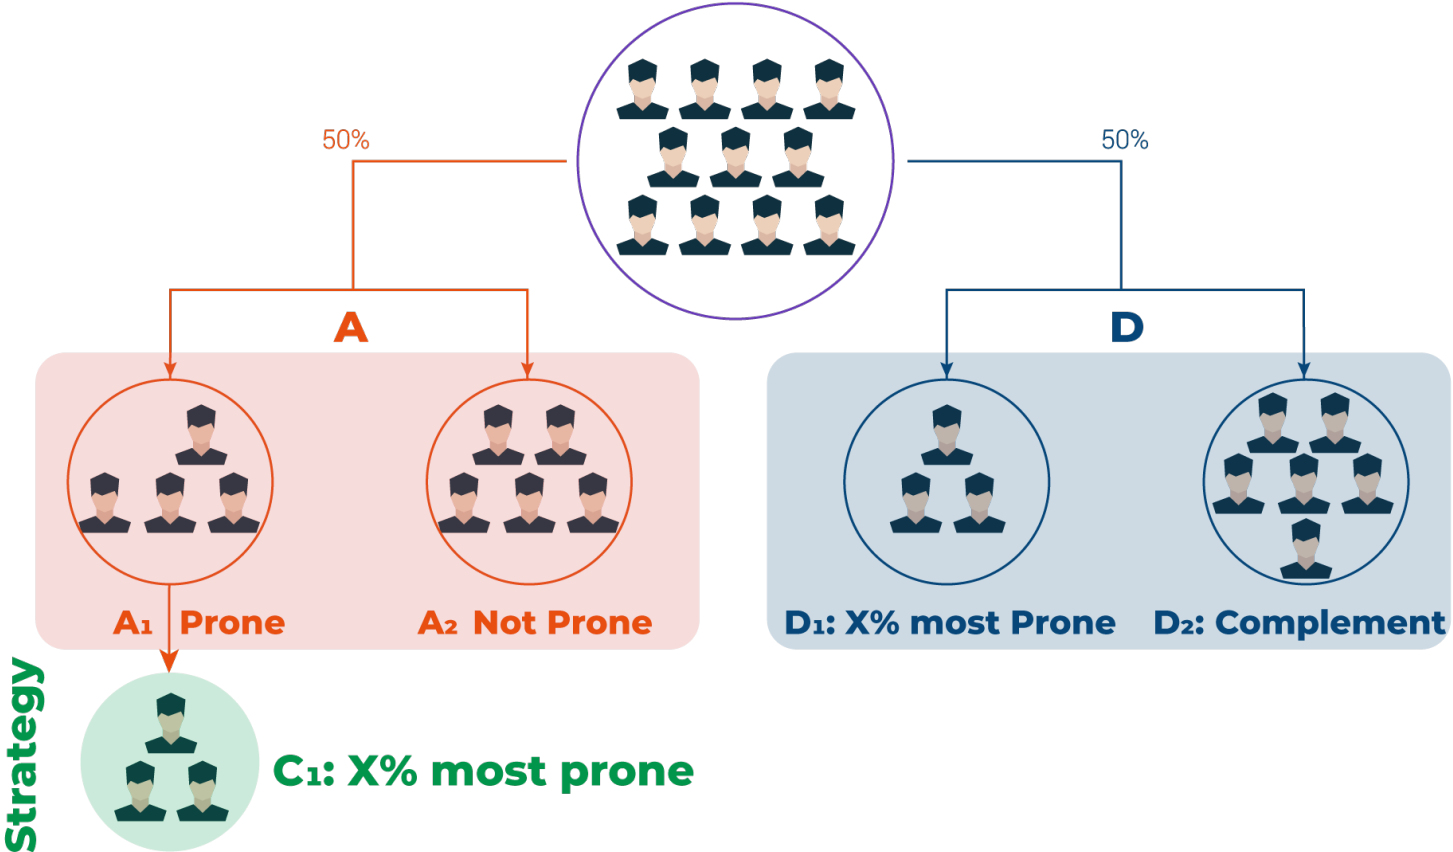 50%
50%
A
D
A₁ Prone
A₂ Not Prone
D₁: X% most Prone
D₂: Complement
Strategy
C₁: X% most prone